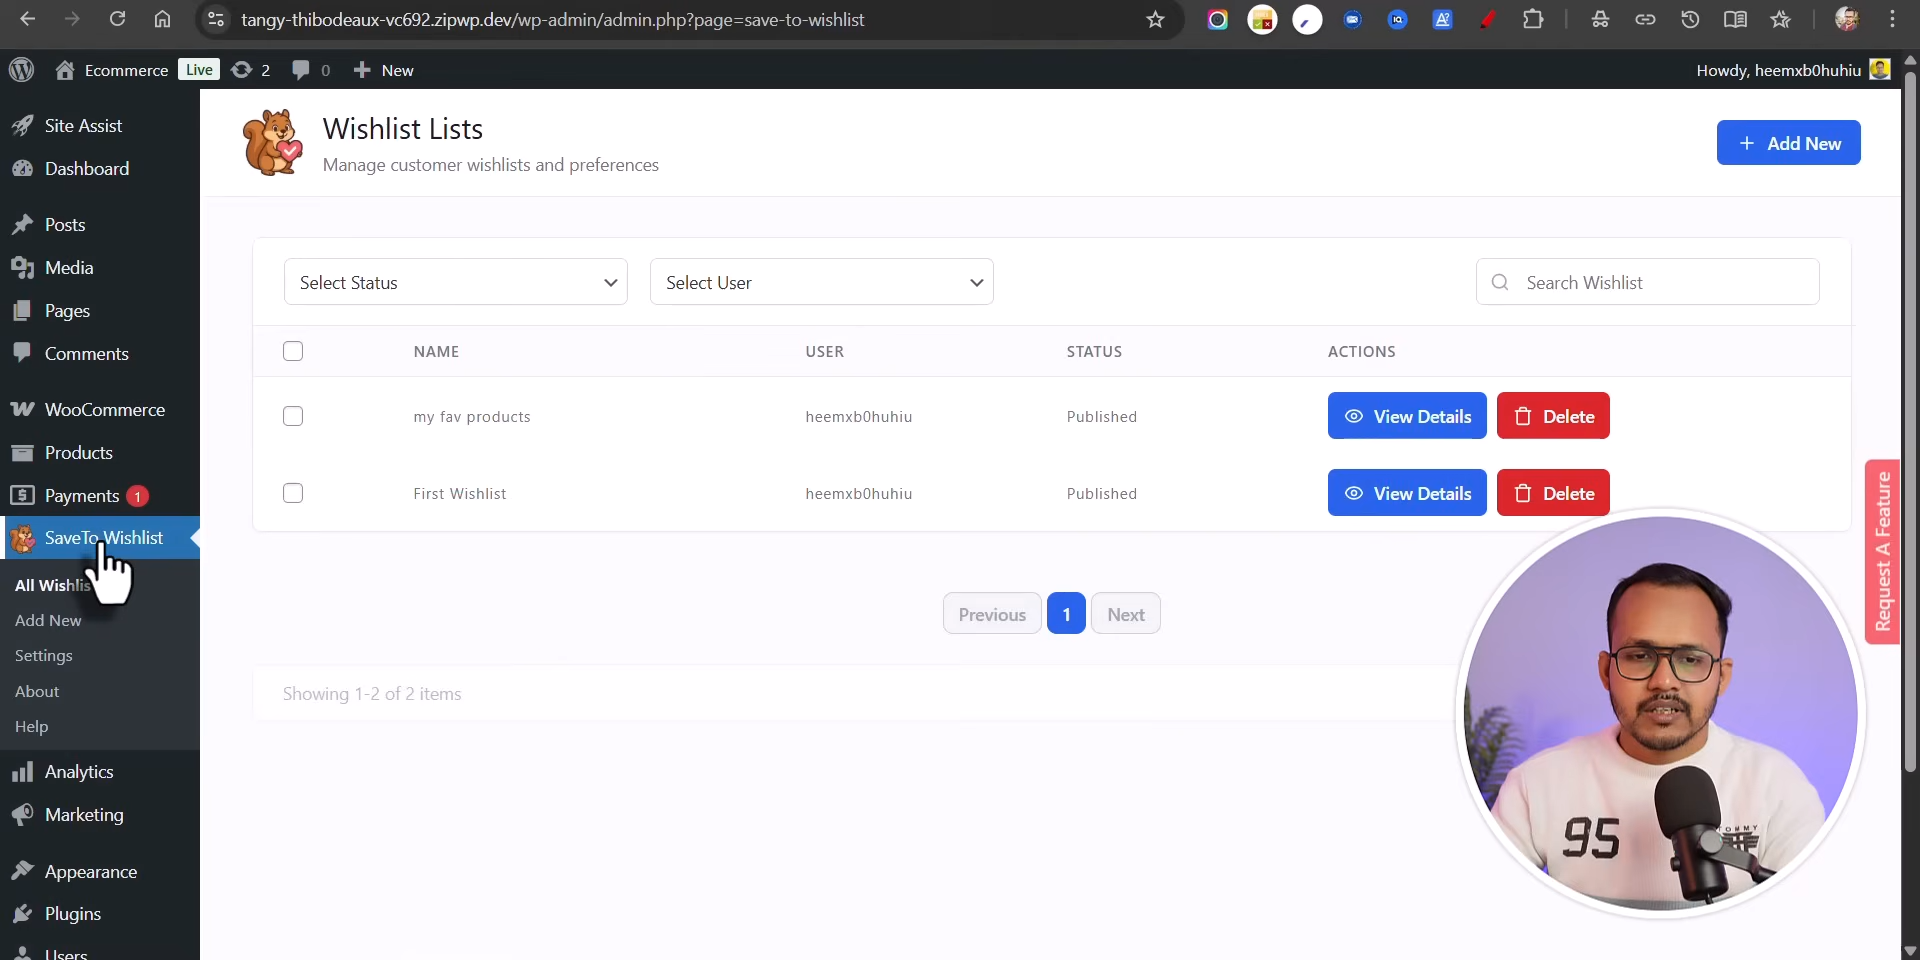 tangy-thibodeaux-vc692.zipwp.dev/wp-admin/admin.php?page=save-to-wishlist
Ecommerce Live 2 0 New
Howdy, heemxb0huhiu
Site Assist
Dashboard
Posts
Media
Pages
Comments
WooCommerce
Products
Payments 1
SaveTo Wishlist
All Wishlis
Add New
Settings
About
Help
Analytics
Marketing
Appearance
Plugins
Users
Wishlist Lists
Manage customer wishlists and preferences
+ Add New
Select Status
Select User
Search Wishlist
NAME USER STATUS ACTIONS
my fav products heemxb0huhiu Published View Details Delete
First Wishlist heemxb0huhiu Published View Details Delete
Previous 1 Next
Showing 1-2 of 2 items
Request A Feature
95
TOMMY